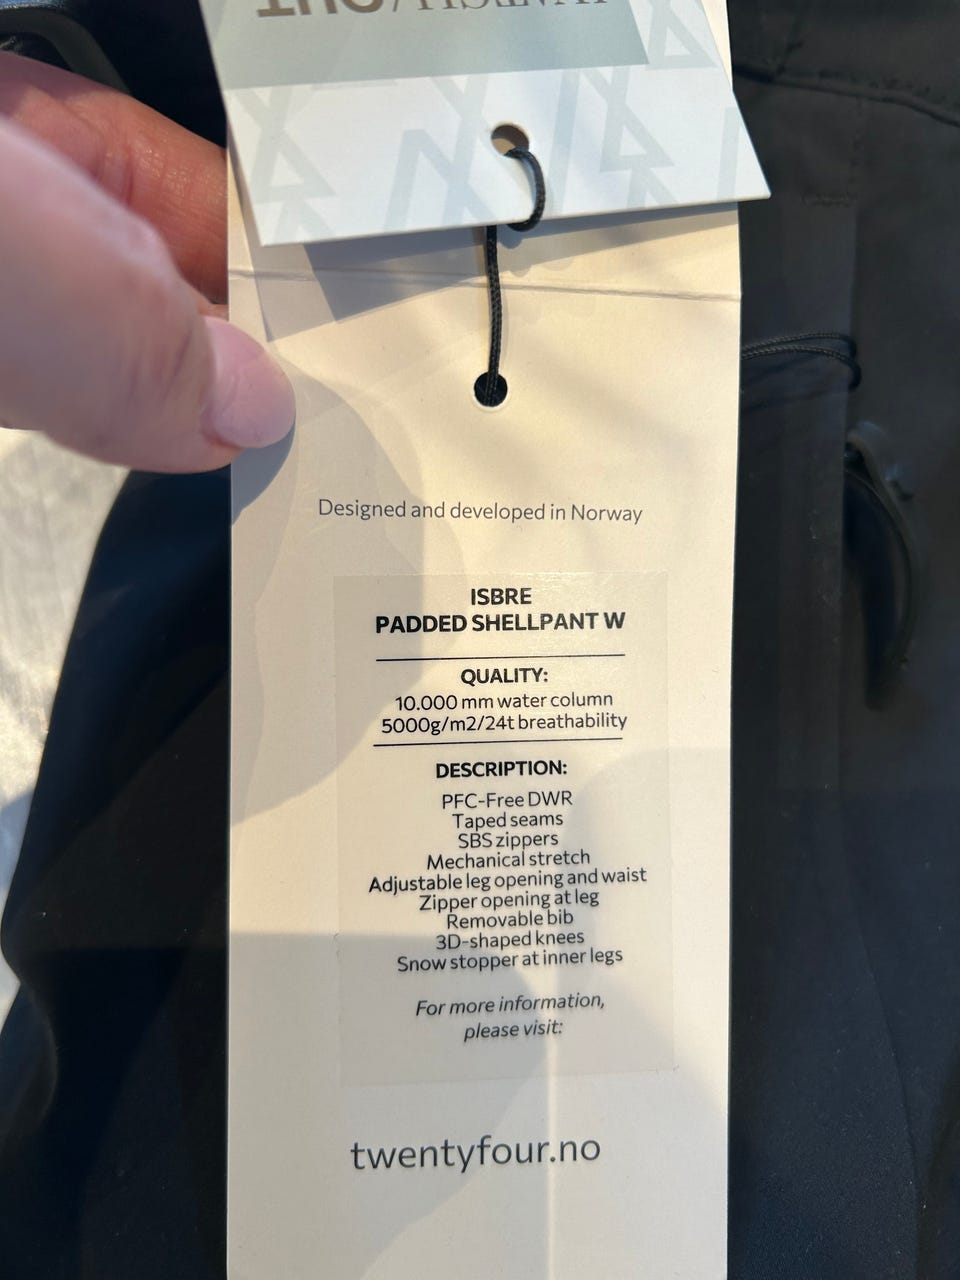 Designed and developed in Norway
ISBRE
PADDED SHELLPANT W
QUALITY:
10.000 mm water column
5000g/m2/24t breathability
DESCRIPTION:
PFC-Free DWR
Taped seams
SBS zippers
Mechanical stretch
Adjustable leg opening and waist
Zipper opening at leg
Removable bib
3D-shaped knees
Snow stopper at inner legs
For more information,
please visit:
twentyfour.no